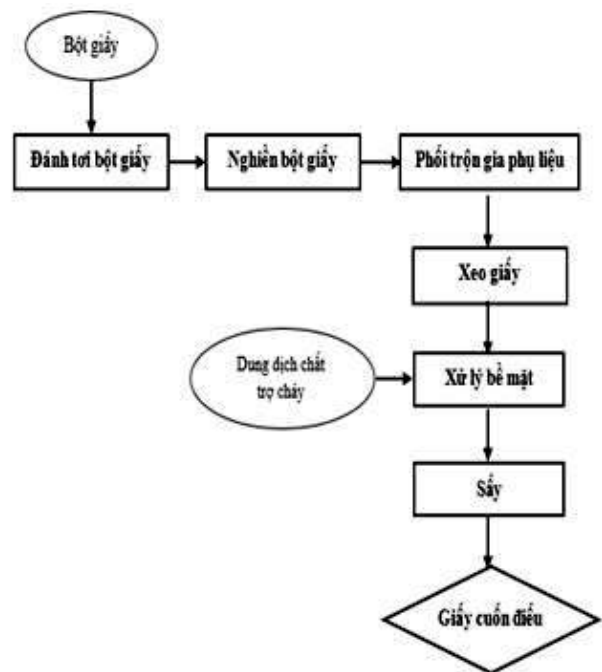 Bột giấy
Đánh tơi bột giấy
Nghiền bột giấy
Phối trộn gia phụ liệu
Xeo giấy
Dung dịch chất
trợ cháy
Xử lý bề mặt
Sấy
Giấy cuốn điếu